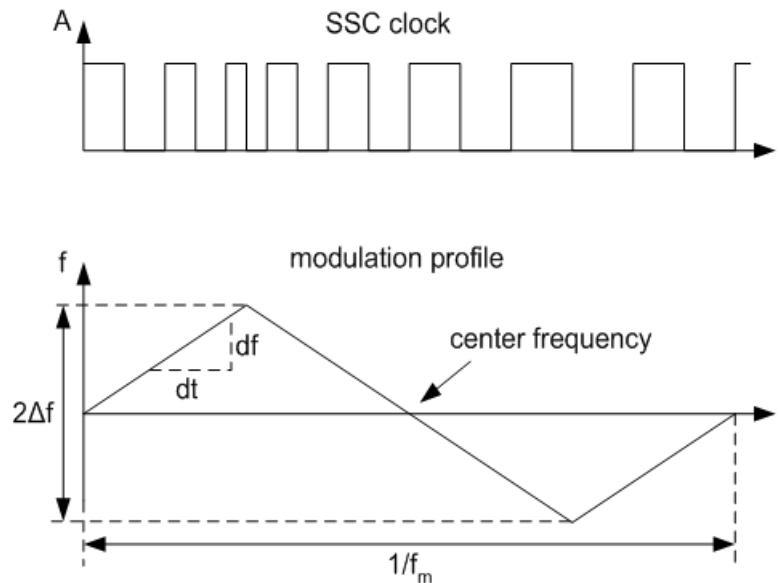 A
SSC clock
f
modulation profile
center frequency
df
dt
2Δf
1/fm